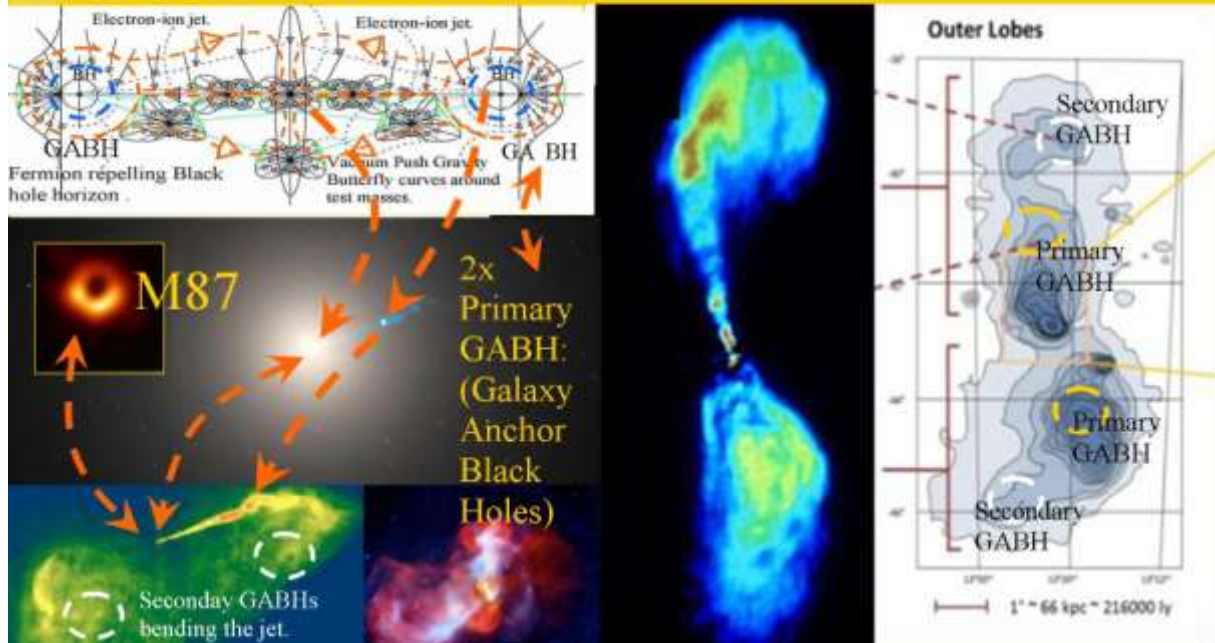 Electron-ion jet.
Electron-ion jet.
BH
BH
GABH
GA BH
Fermion repelling Black
hole horizon .
Vacuum Push Gravity
Butterfly curves around
test masses.
M87
2x
Primary
GABH:
(Galaxy
Anchor
Black
Holes)
Seconday GABHs
bending the jet.
Outer Lobes
Secondary
GABH
Primary
GABH
Primary
GABH
Secondary
GABH
1° ~ 66 kpc ~ 216000 ly